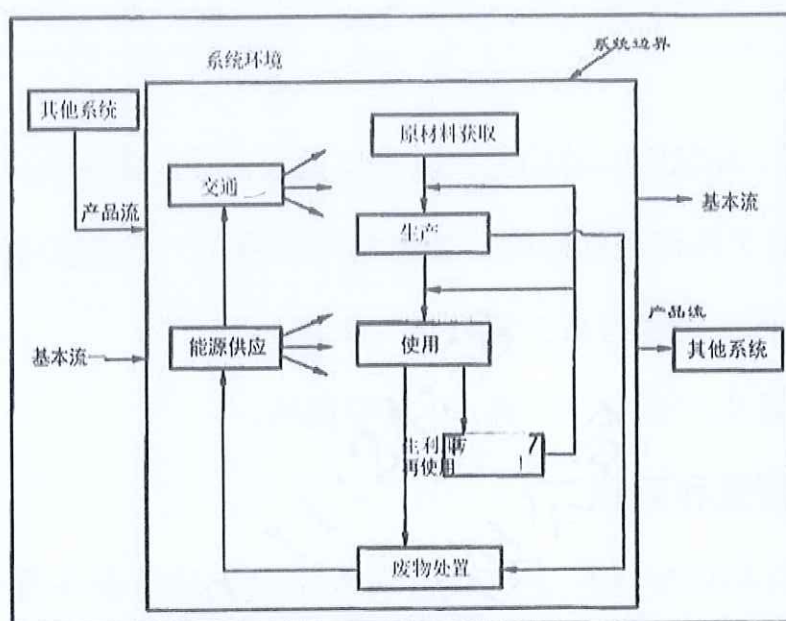 系统边界
系统环境
其他系统
原材料获取
交通
产品流
基本流
生产
产品流
基本流
能源供应
使用
其他系统
再使用
废物处置